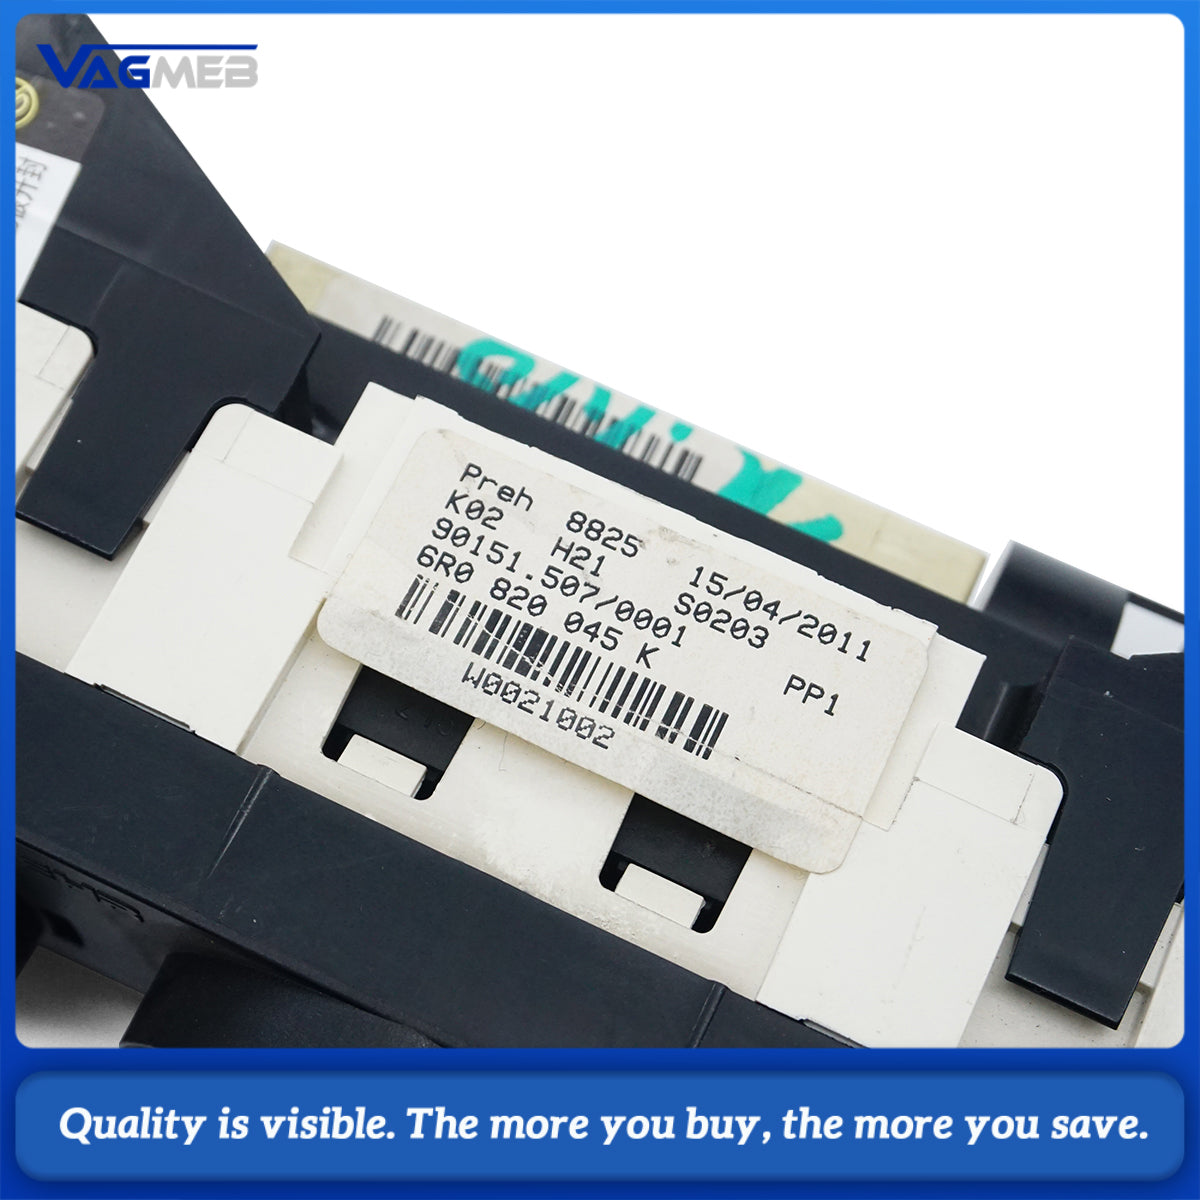 VAGMEB
Preh 8825 15/04/2011
K02 H21 S0203
90151.507/0001 PP1
6R0 820 045 K
W0021002
Quality is visible. The more you buy, the more you save.